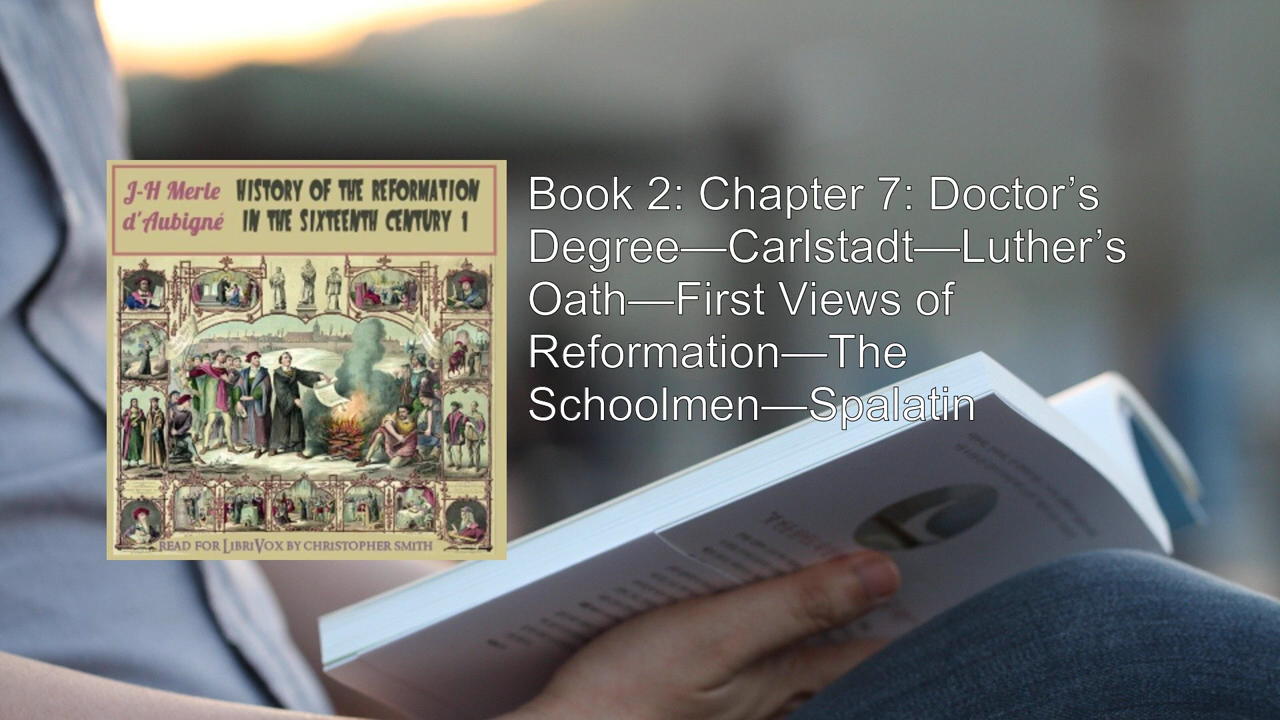 J-H Merle
d'Aubigné
HISTORY OF THE REFORMATION
IN THE SIXTEENTH CENTURY 1
READ FOR LIBRIVOX BY CHRISTOPHER SMITH
Book 2: Chapter 7: Doctor’s
Degree—Carlstadt—Luther’s
Oath—First Views of
Reformation—The
Schoolmen—Spalatin